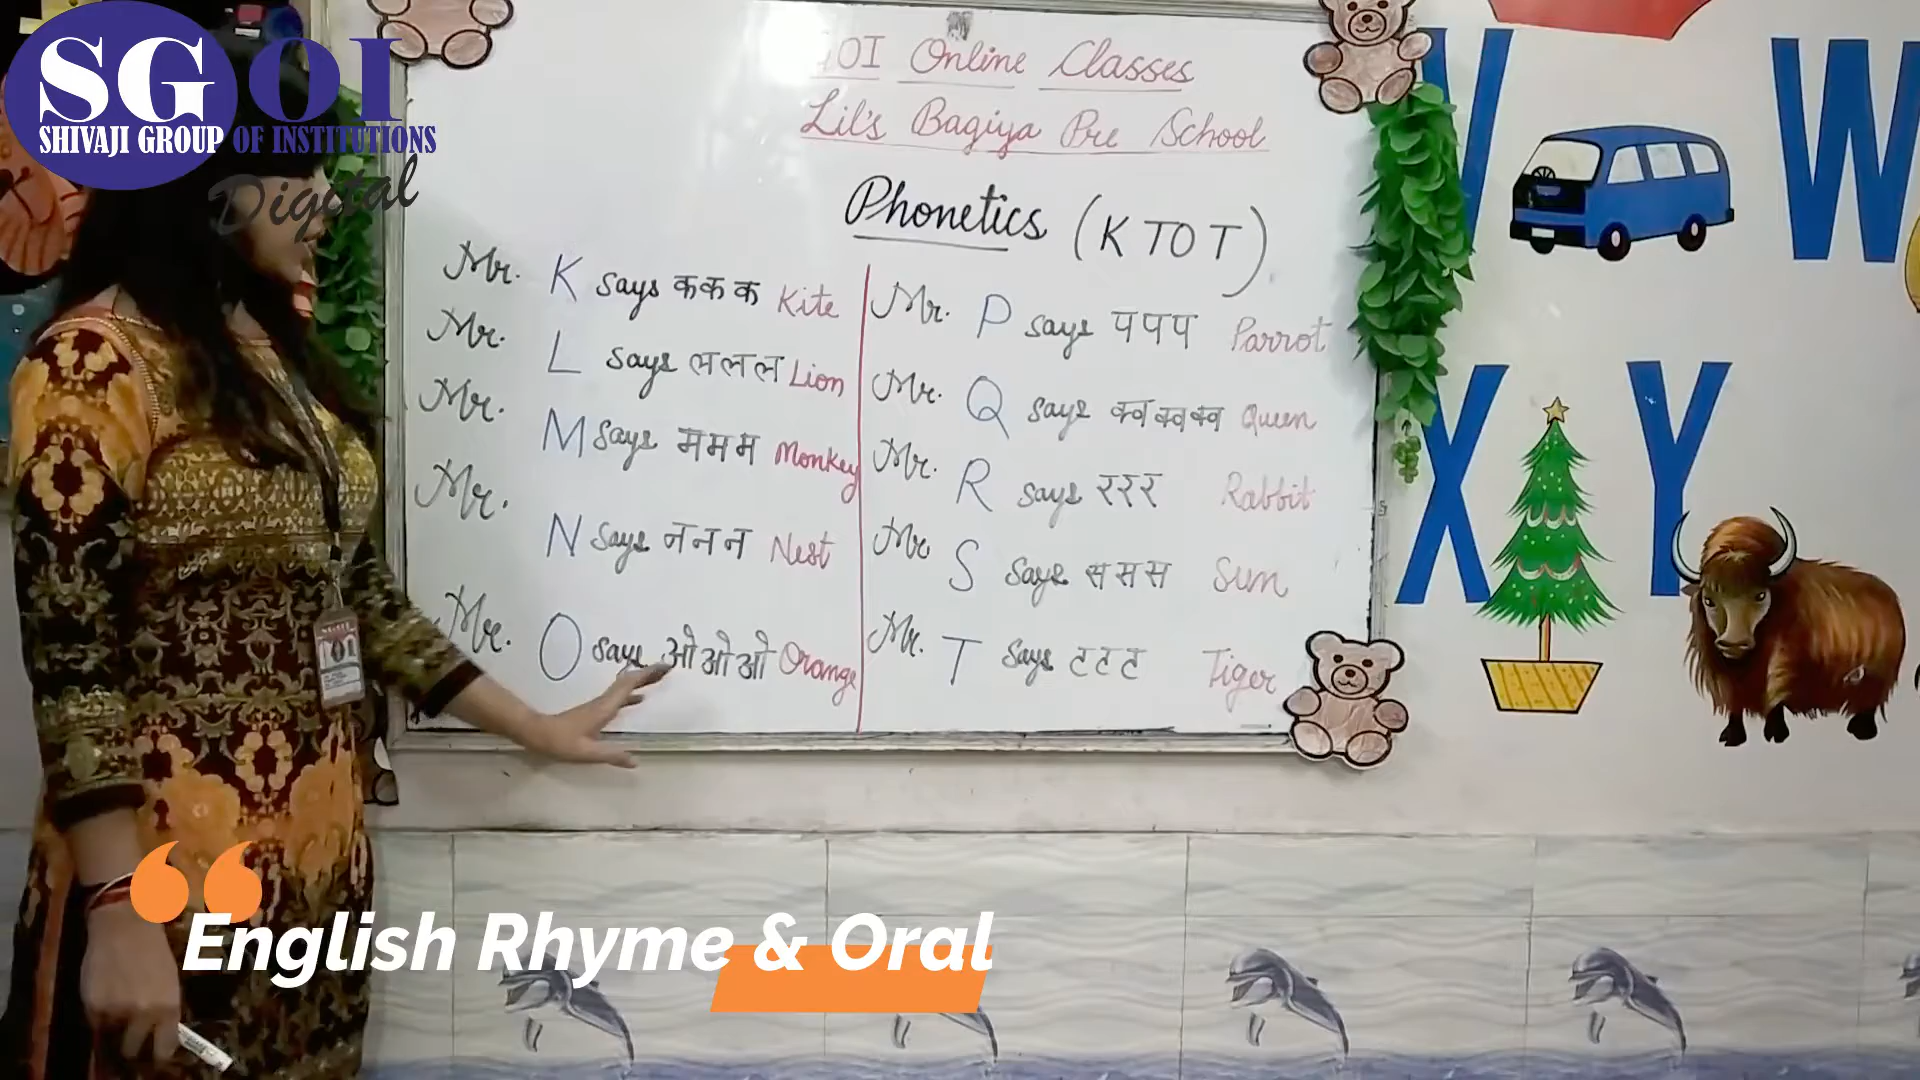 SGOI
SHIVAJI GROUP OF INSTITUTIONS
Digital
OI Online Classes
Lil's Bagiya Pre School
Phonetics (K TO T)
Mr. K says क क क Kite
Mr. L says ल ल ल Lion
Mr. M says म म म Monkey
Mr. N says न न न Nest
Mr. O says ओ ओ ओ Orange
Mr. P says प प प Parrot
Mr. Q says क्व क्व क्व Queen
Mr. R says र र र Rabbit
Mr. S says स स स Sun
Mr. T says ट ट ट Tiger
V W
X Y
English Rhyme & Oral